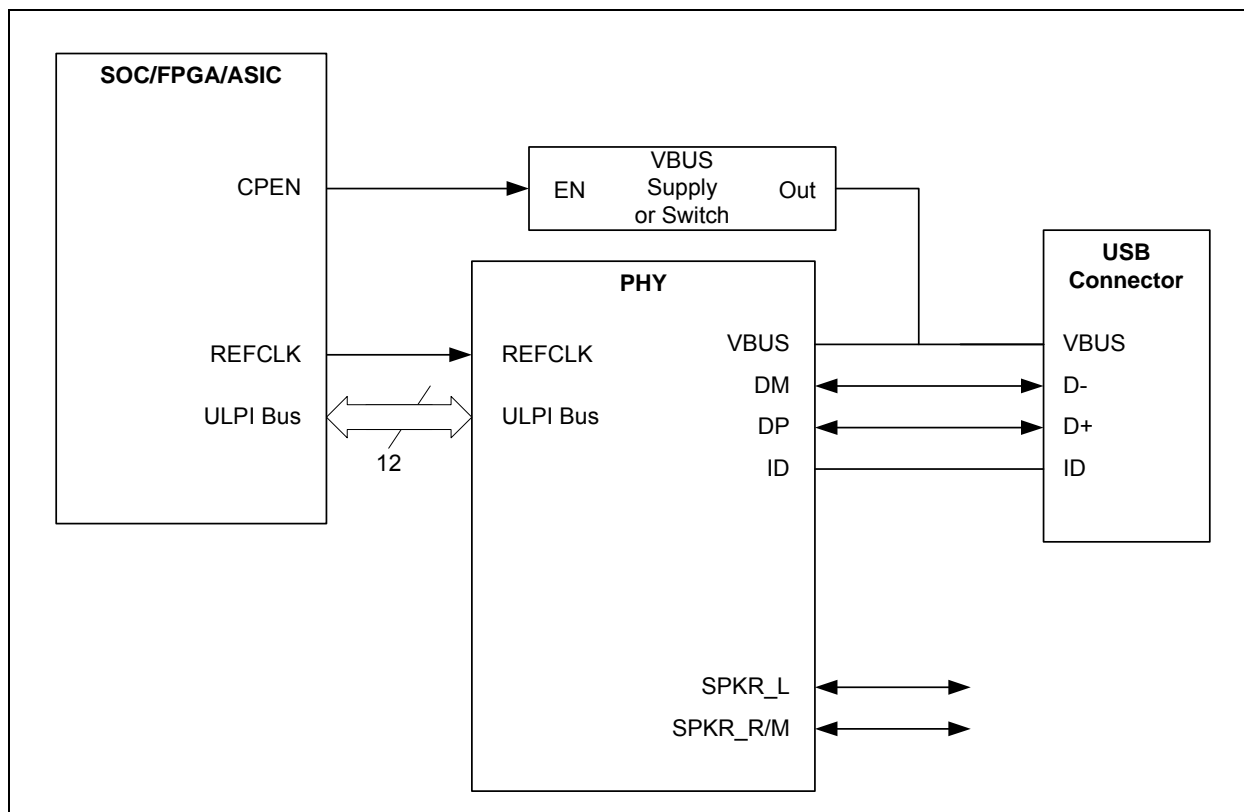 SOC/FPGA/ASIC
CPEN
REFCLK
ULPI Bus
12
EN
VBUS
Supply
or Switch
Out
PHY
REFCLK
ULPI Bus
VBUS
DM
DP
ID
SPKR_L
SPKR_R/M
USB
Connector
VBUS
D-
D+
ID